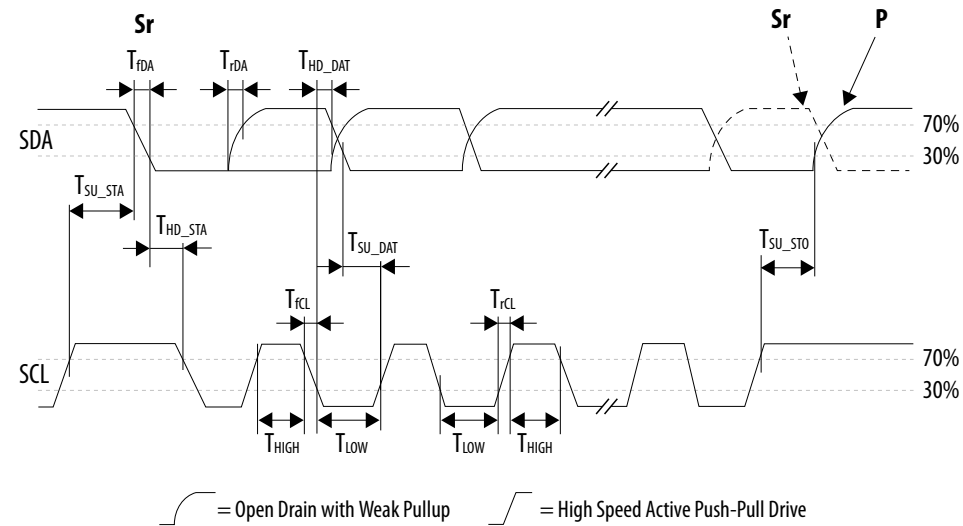 Sr
Sr P
TfDA TrDA THD_DAT
SDA
70%
30%
TSU_STA
THD_STA
TSU_DAT
TSU_STO
TfCL TrCL
SCL
70%
30%
THIGH TLOW TLOW THIGH
= Open Drain with Weak Pullup = High Speed Active Push-Pull Drive